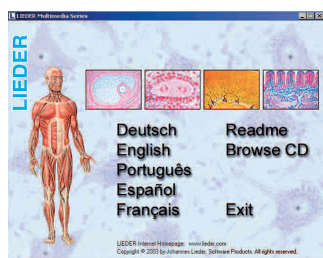 LIEDER Multimedia Series
LIEDER
Deutsch
English
Português
Español
Français
Readme
Browse CD
Exit
LIEDER Internet Homepage: www.lieder.com
Copyright © 2003 by Johannes Lieder, Software Products. All rights reserved.